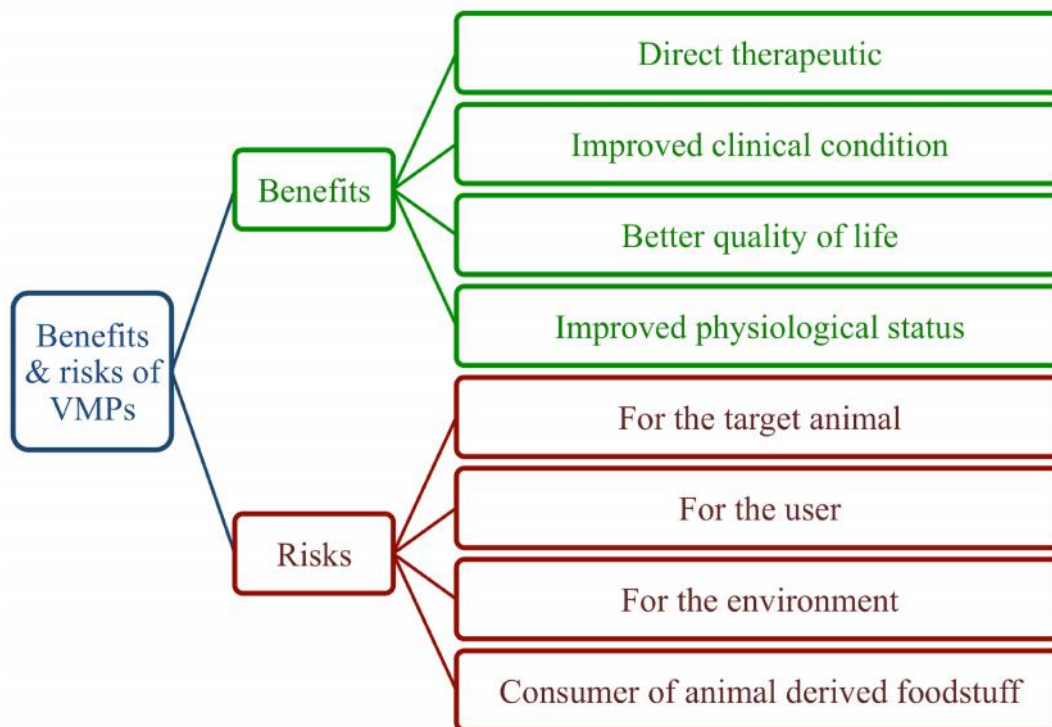 Benefits
& risks of
VMPs
Benefits
Direct therapeutic
Improved clinical condition
Better quality of life
Improved physiological status
Risks
For the target animal
For the user
For the environment
Consumer of animal derived foodstuff